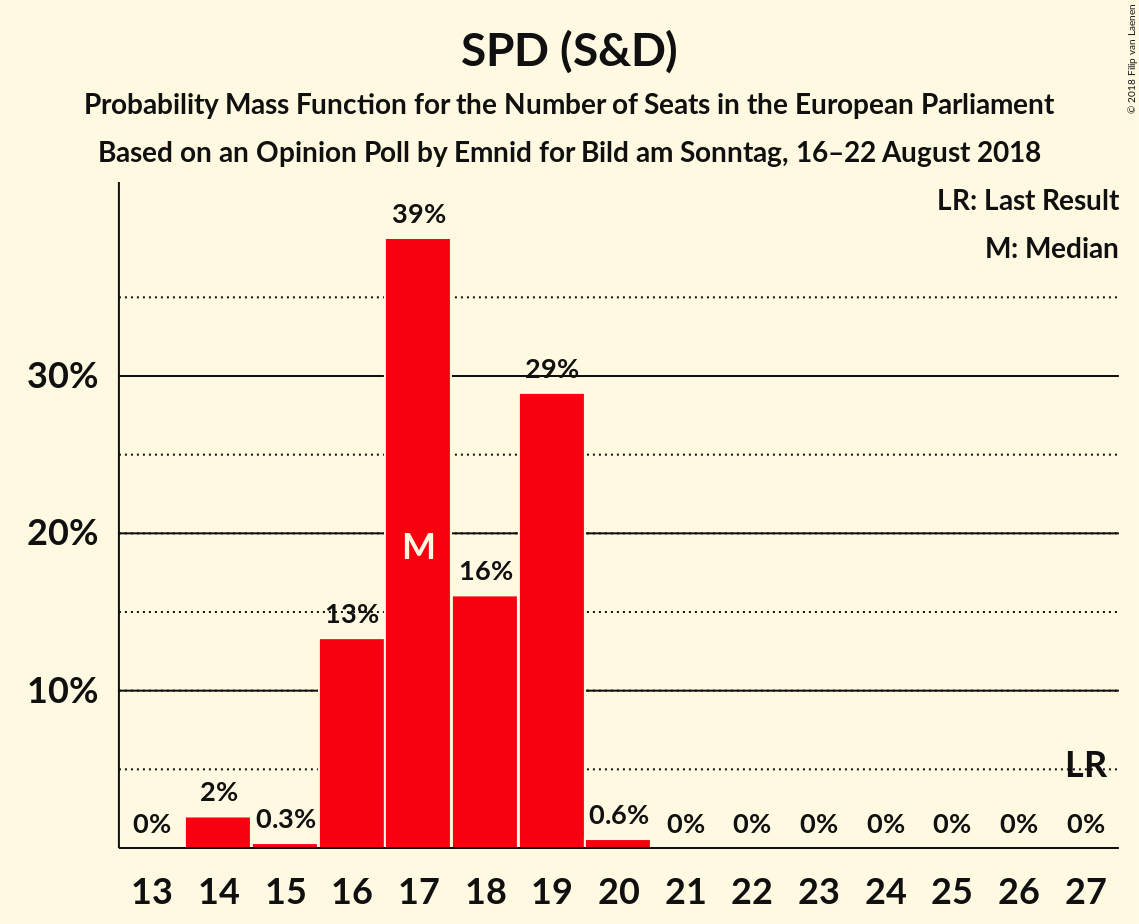 SPD (S&D)
Probability Mass Function for the Number of Seats in the European Parliament
Based on an Opinion Poll by Emnid for Bild am Sonntag, 16–22 August 2018
© 2018 Filip van Laenen
LR: Last Result
M: Median
39%
30%
29%
20%
M
16%
13%
10%
LR
2%
0%
0.3%
0.6%
0%
0%
0%
0%
0%
0%
0%
13 14 15 16 17 18 19 20 21 22 23 24 25 26 27